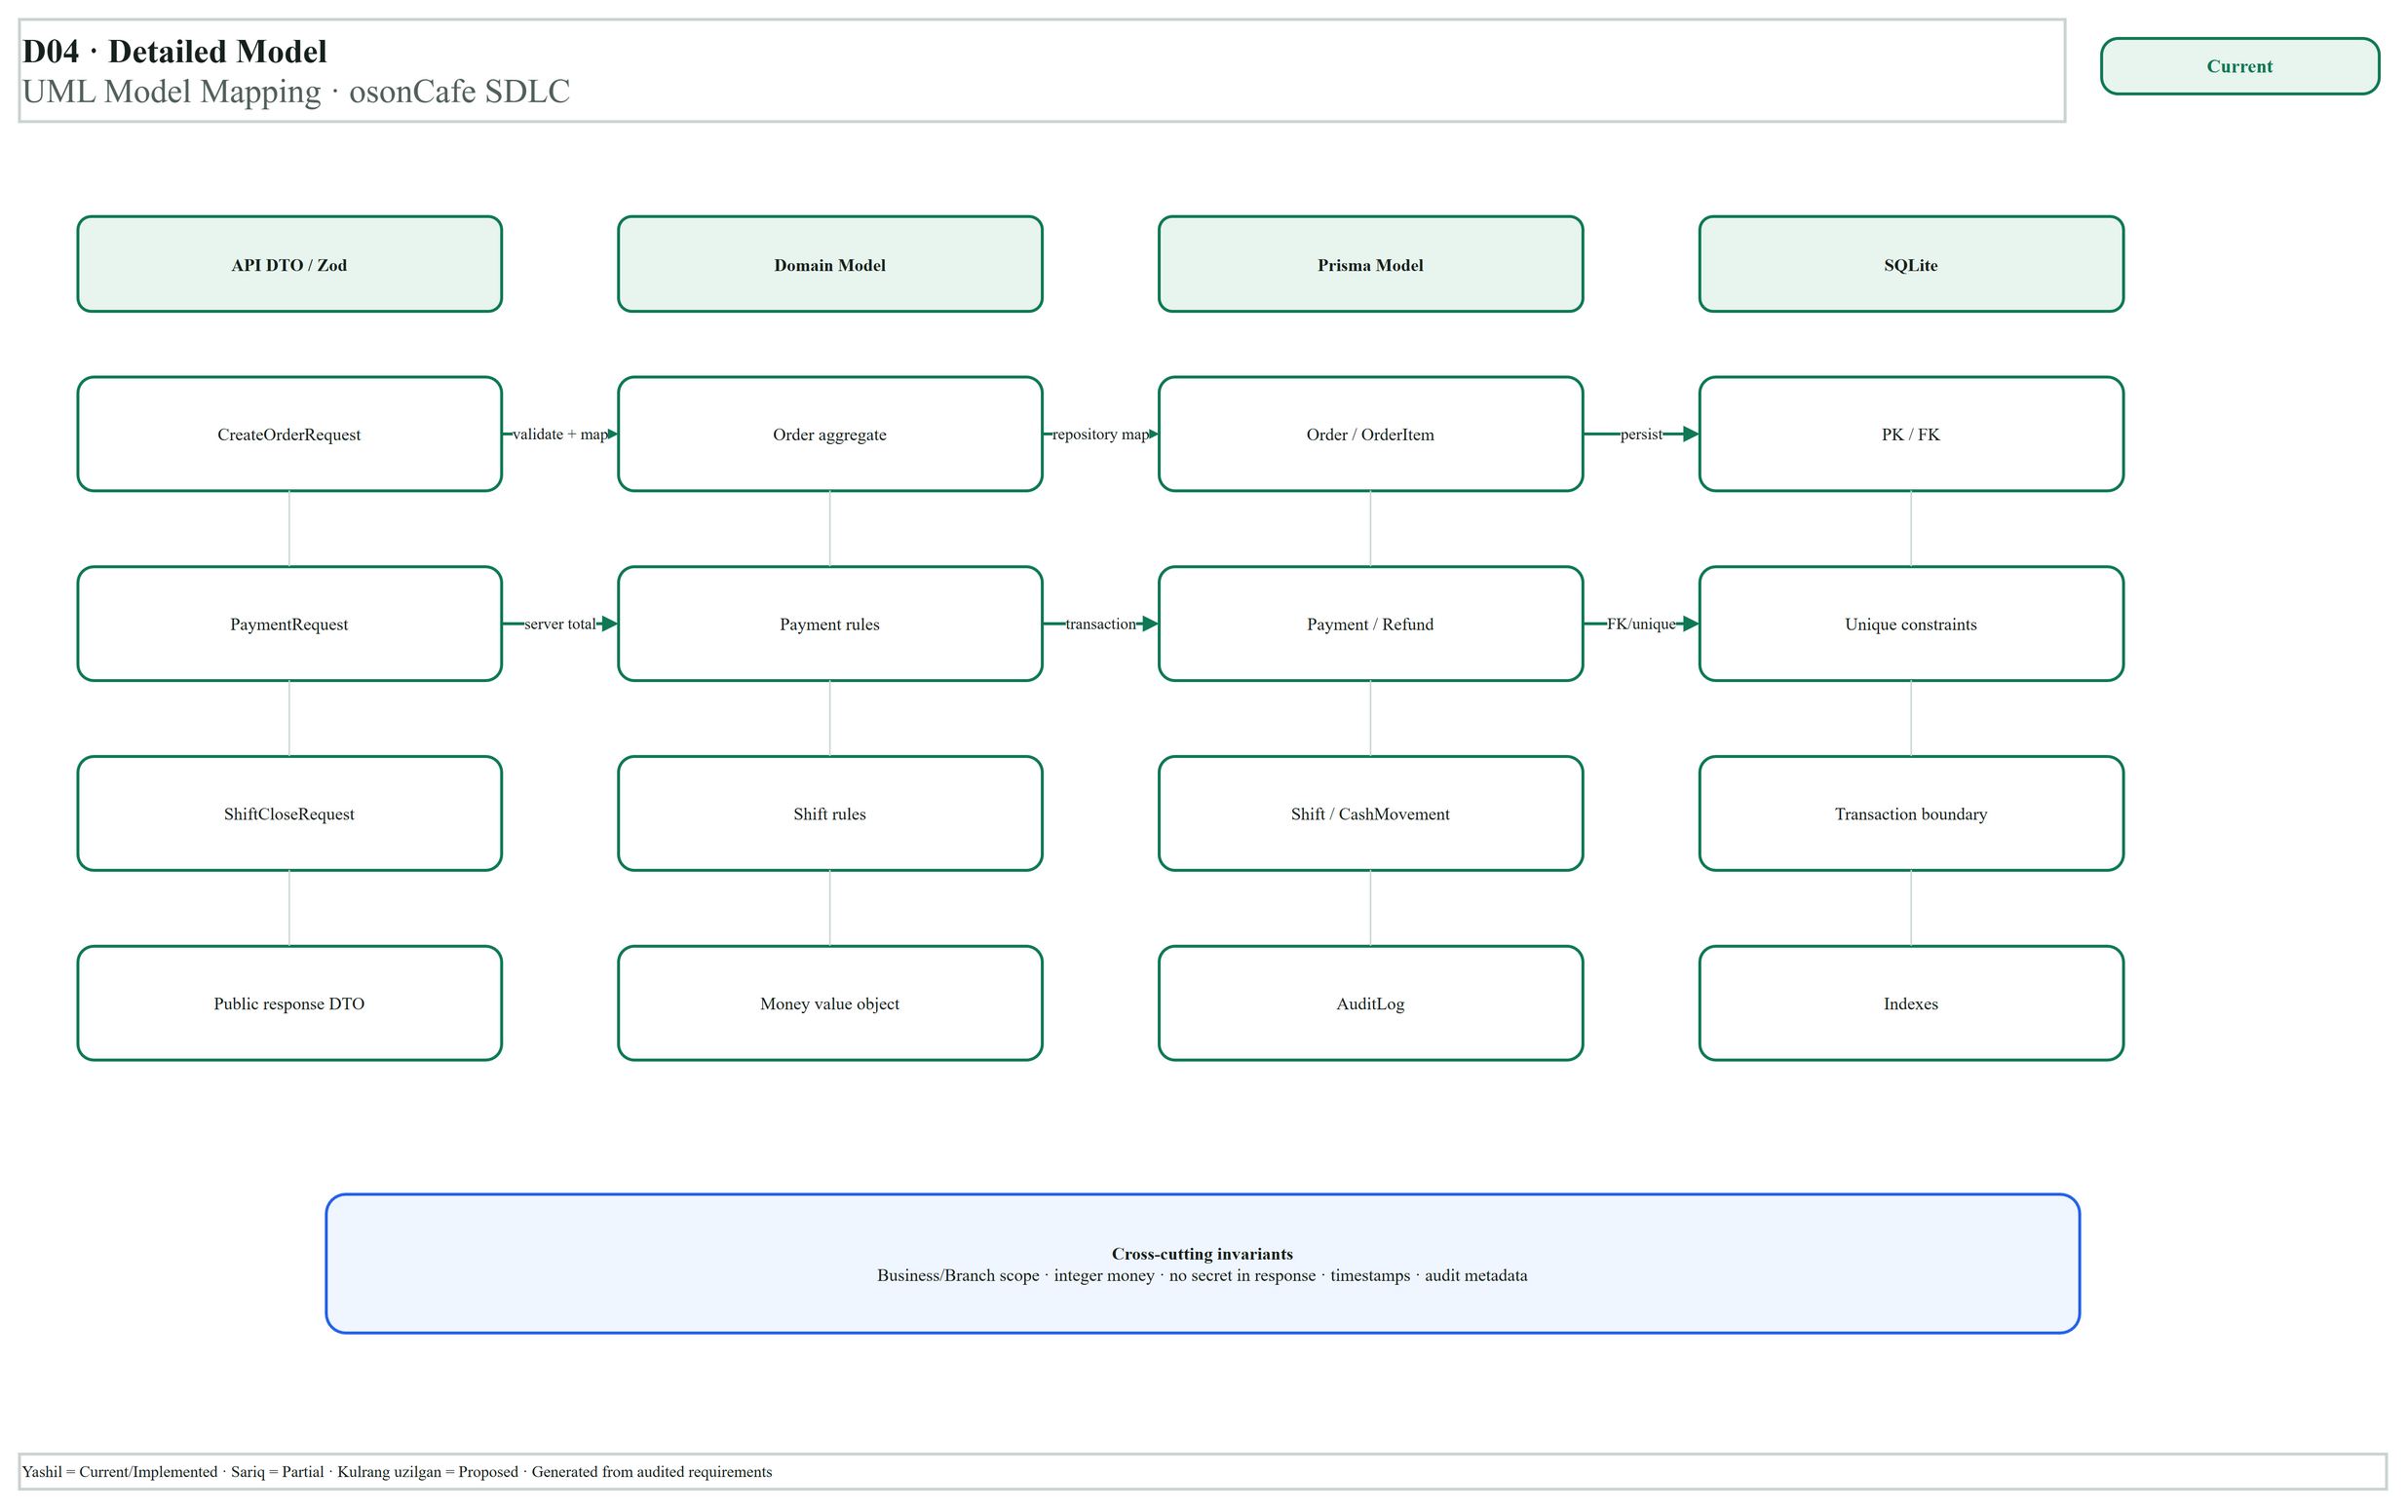 D04 · Detailed Model
UML Model Mapping · osonCafe SDLC
Current
API DTO / Zod
Domain Model
Prisma Model
SQLite
CreateOrderRequest
validate + map
Order aggregate
repository map
Order / OrderItem
persist
PK / FK
PaymentRequest
server total
Payment rules
transaction
Payment / Refund
FK/unique
Unique constraints
ShiftCloseRequest
Shift rules
Shift / CashMovement
Transaction boundary
Public response DTO
Money value object
AuditLog
Indexes
Cross-cutting invariants
Business/Branch scope · integer money · no secret in response · timestamps · audit metadata
Yashil = Current/Implemented · Sariq = Partial · Kulrang uzilgan = Proposed · Generated from audited requirements